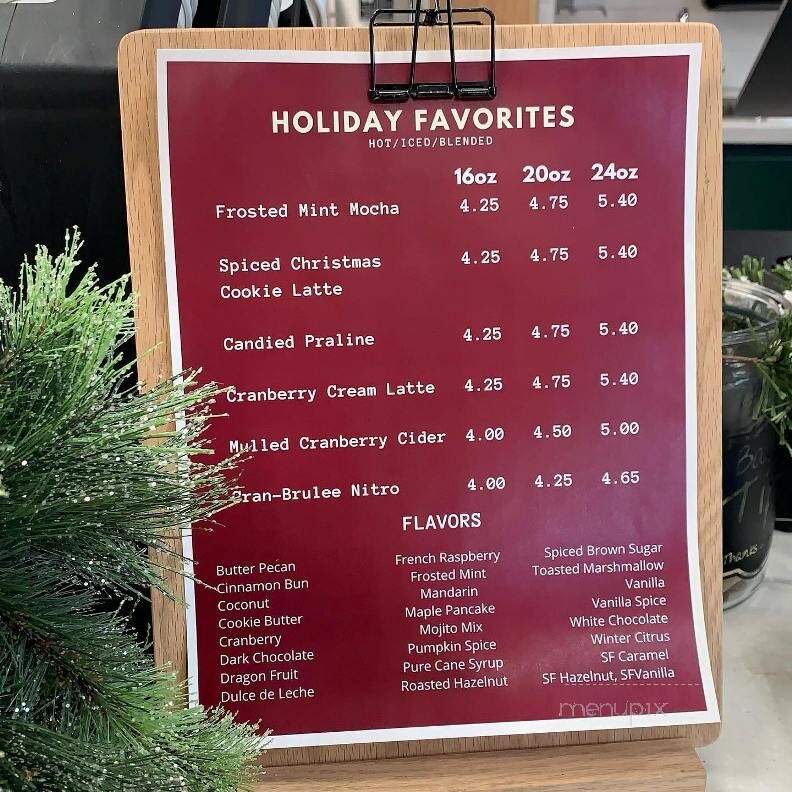 HOLIDAY FAVORITES
HOT/ICED/BLENDED
16oz 20oz 24oz
Frosted Mint Mocha 4.25 4.75 5.40
Spiced Christmas 4.25 4.75 5.40
Cookie Latte
Candied Praline 4.25 4.75 5.40
Cranberry Cream Latte 4.25 4.75 5.40
Mulled Cranberry Cider 4.00 4.50 5.00
Cran-Brulee Nitro 4.00 4.25 4.65
FLAVORS
Butter Pecan
Cinnamon Bun
Coconut
Cookie Butter
Cranberry
Dark Chocolate
Dragon Fruit
Dulce de Leche
French Raspberry
Frosted Mint
Mandarin
Maple Pancake
Mojito Mix
Pumpkin Spice
Pure Cane Syrup
Roasted Hazelnut
Spiced Brown Sugar
Toasted Marshmallow
Vanilla
Vanilla Spice
White Chocolate
Winter Citrus
SF Caramel
SF Hazelnut, SFVanilla
menupix
Thanks